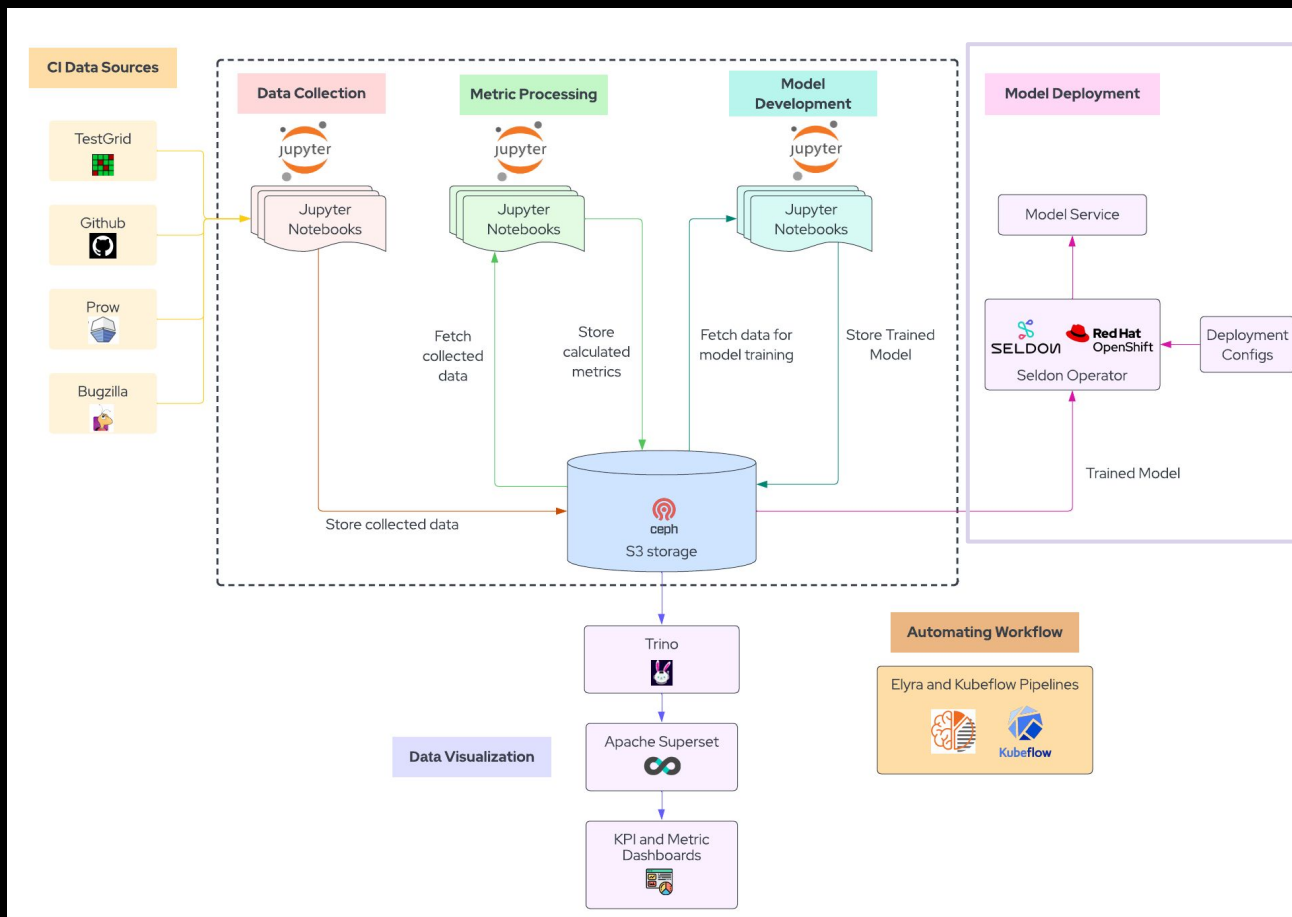 CI Data Sources
TestGrid
Github
Prow
Bugzilla
Data Collection
jupyter
Jupyter
Notebooks
Store collected data
Metric Processing
jupyter
Jupyter
Notebooks
Fetch
collected
data
Store
calculated
metrics
Model
Development
jupyter
Jupyter
Notebooks
Fetch data for
model training
Store Trained
Model
ceph
S3 storage
Model Deployment
Model Service
SELDON
Red Hat
OpenShift
Seldon Operator
Deployment
Configs
Trained Model
Trino
Data Visualization
Apache Superset
KPI and Metric
Dashboards
Automating Workflow
Elyra and Kubeflow Pipelines
Kubeflow